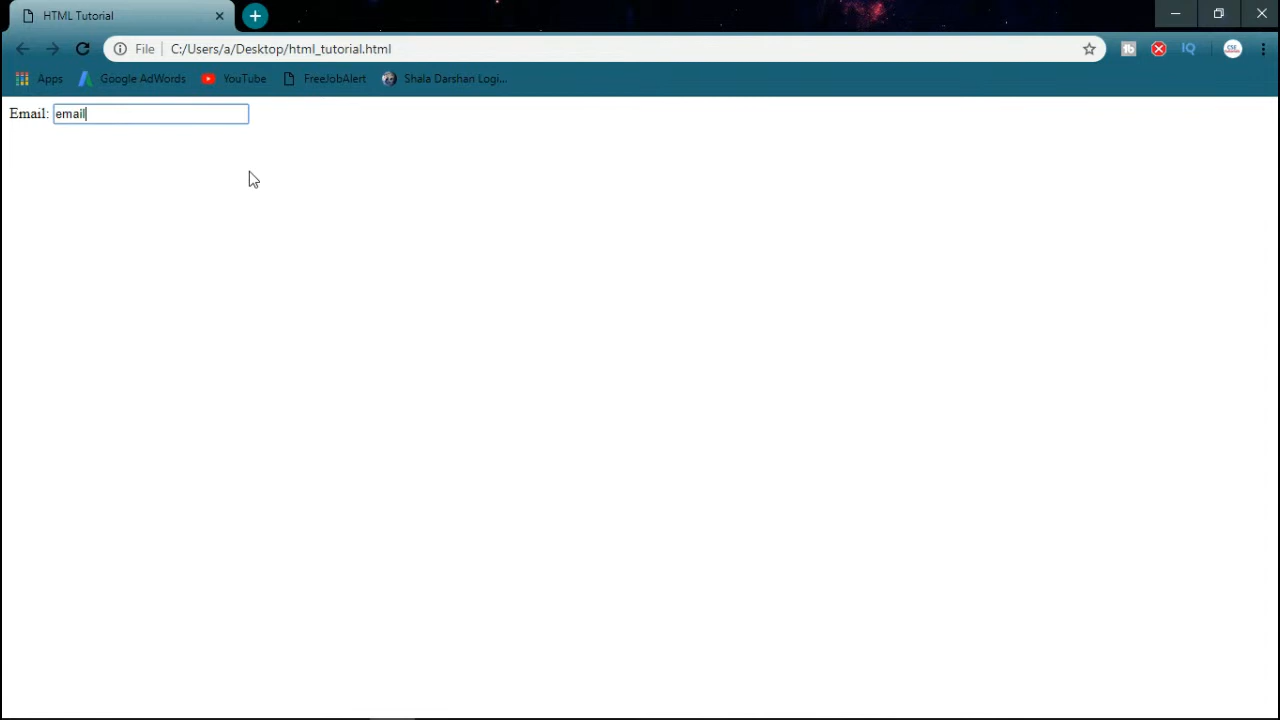 HTML Tutorial
File C:/Users/a/Desktop/html_tutorial.html IQ
Apps Google AdWords YouTube FreeJobAlert Shala Darshan Logi...
Email: email